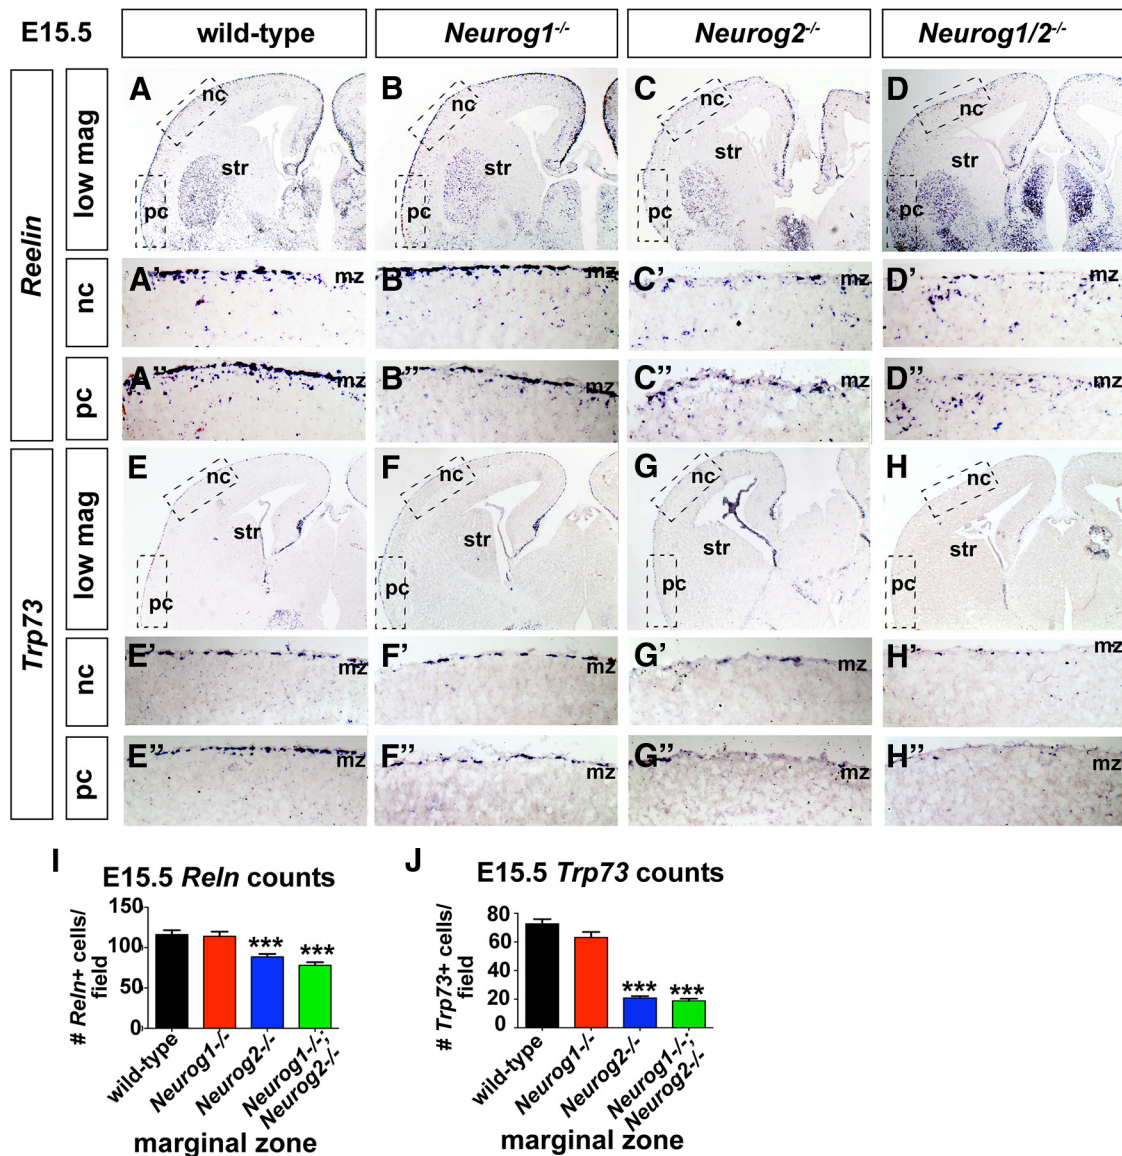 E15.5
wild-type
Neurog1-/-
Neurog2-/-
Neurog1/2-/-
Reelin
low mag
A
nc
str
pc
B
nc
str
pc
C
nc
str
pc
D
nc
str
pc
nc
A'
mz
B'
mz
C'
mz
D'
mz
pc
A''
mz
B''
mz
C''
mz
D''
mz
Trp73
low mag
E
nc
str
pc
F
nc
str
pc
G
nc
str
pc
H
nc
str
pc
nc
E'
mz
F'
mz
G'
mz
H'
mz
pc
E''
mz
F''
mz
G''
mz
H''
mz
I
E15.5 Reln counts
# Reln+ cells/
field
150
100
50
0
***
***
wild-type
Neurog1-/-
Neurog2-/-
Neurog1-/-;
Neurog2-/-
marginal zone
J
E15.5 Trp73 counts
# Trp73+ cells/
field
80
60
40
20
0
***
***
wild-type
Neurog1-/-
Neurog2-/-
Neurog1-/-;
Neurog2-/-
marginal zone